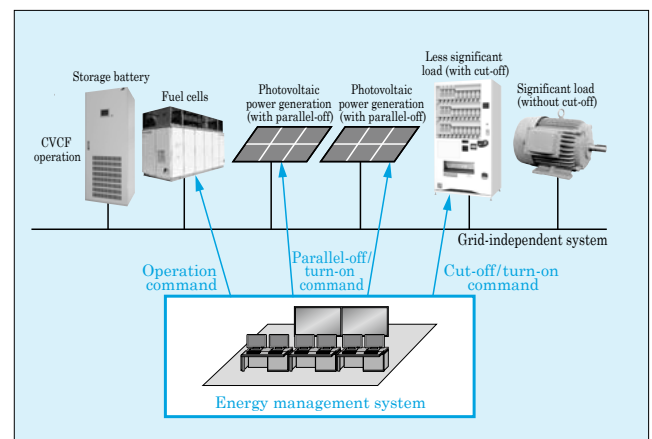 Storage battery
CVCF
operation
Fuel cells
Photovoltaic
power generation
(with parallel-off)
Photovoltaic
power generation
(with parallel-off)
Less significant
load (with cut-off)
Significant load
(without cut-off)
Grid-independent system
Operation
command
Parallel-off/
turn-on
command
Cut-off/turn-on
command
Energy management system